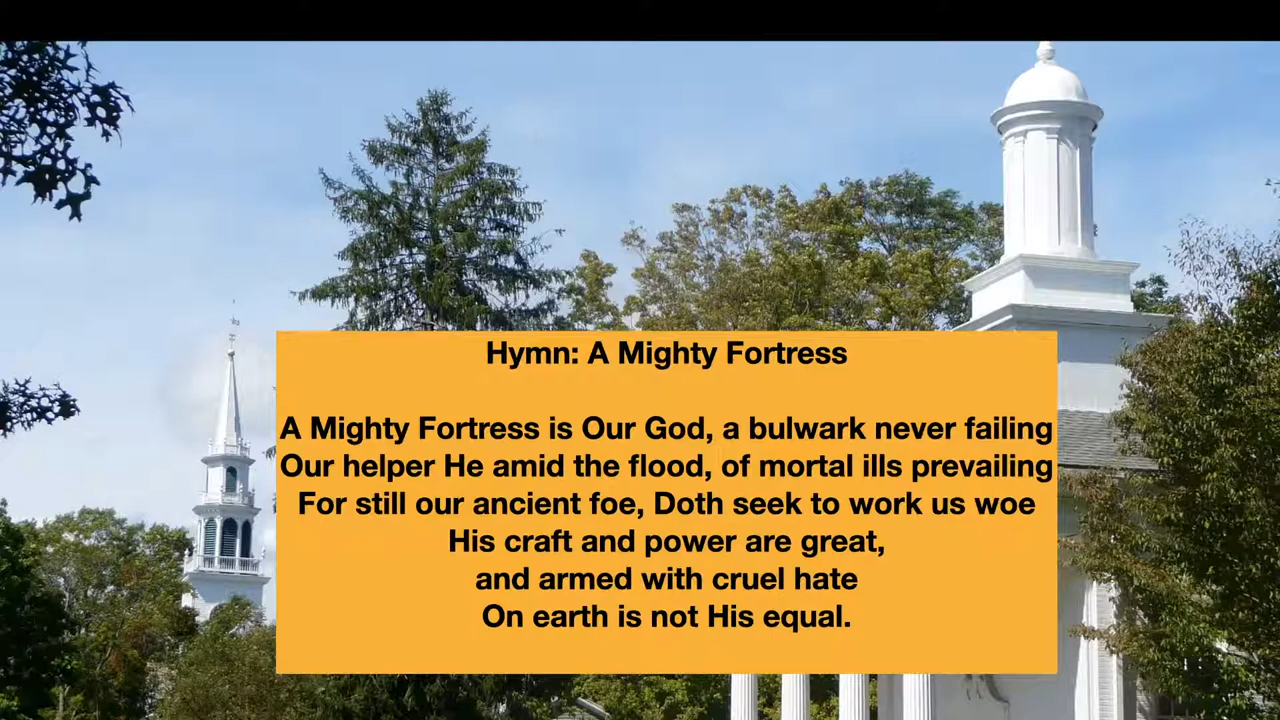 Hymn: A Mighty Fortress
A Mighty Fortress is Our God, a bulwark never failing
Our helper He amid the flood, of mortal ills prevailing
For still our ancient foe, Doth seek to work us woe
His craft and power are great,
and armed with cruel hate
On earth is not His equal.